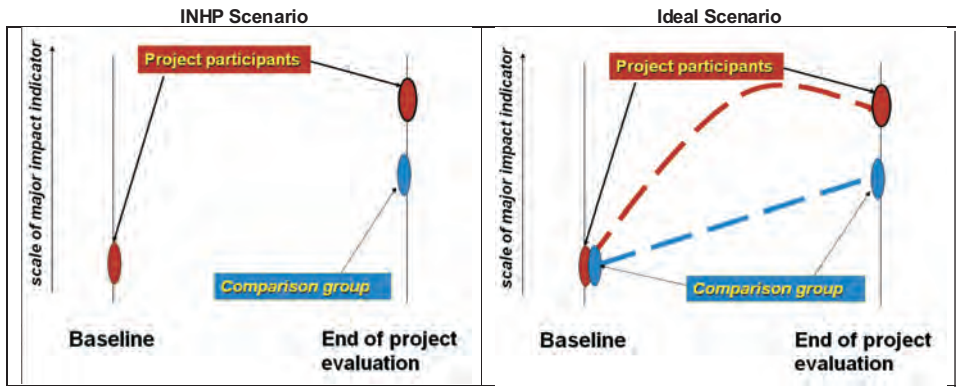 INHP Scenario
Project participants
scale of major impact indicator
Comparison group
Baseline
End of project
evaluation
Ideal Scenario
Project participants
scale of major impact indicator
Comparison group
Baseline
End of project
evaluation